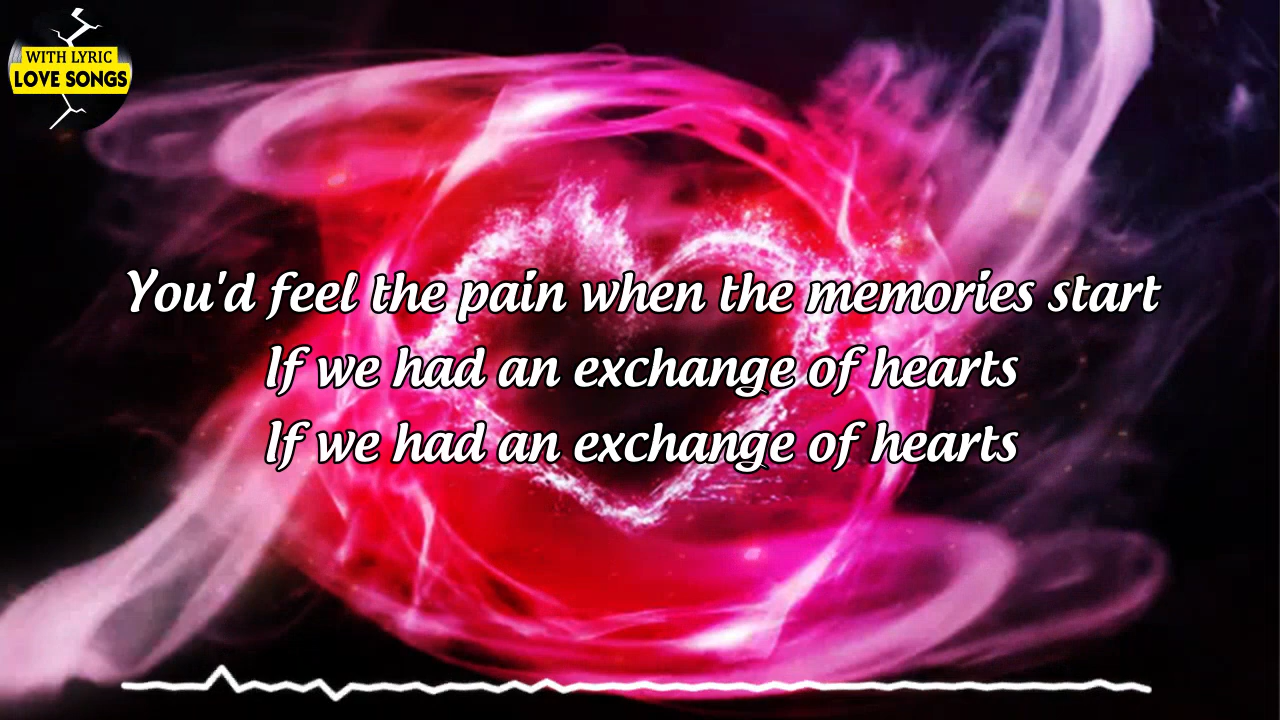 WITH LYRIC
LOVE SONGS
You'd feel the pain when the memories start
If we had an exchange of hearts
If we had an exchange of hearts